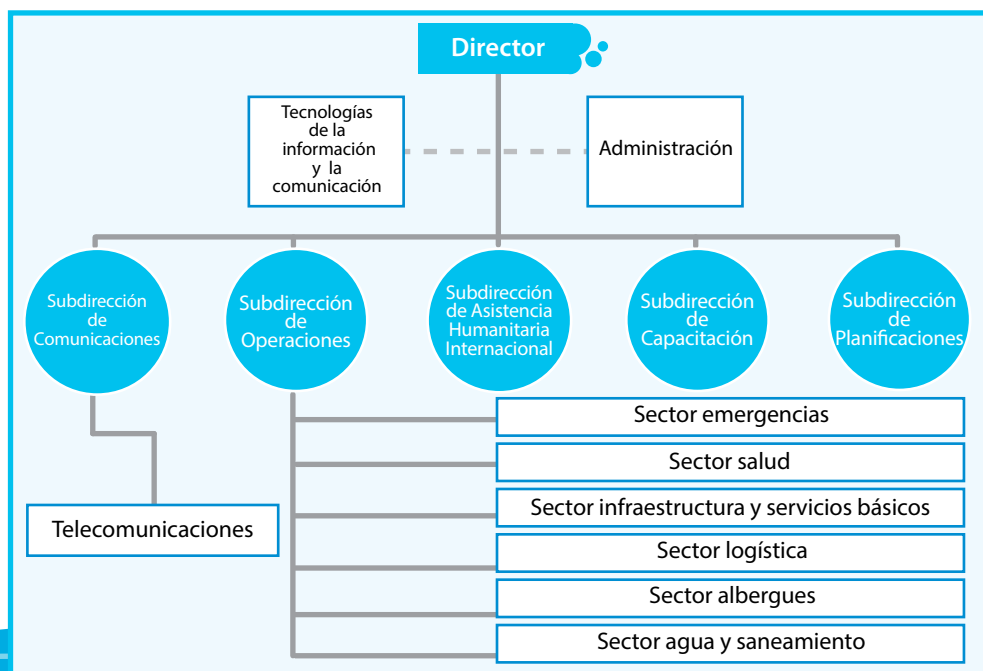 Director
Tecnologías
de la
información
y la
comunicación
Administración
Subdirección
de
Comunicaciones
Subdirección
de
Operaciones
Subdirección
de Asistencia
Humanitaria
Internacional
Subdirección
de
Capacitación
Subdirección
de
Planificaciones
Sector emergencias
Sector salud
Sector infraestructura y servicios básicos
Sector logística
Sector albergues
Sector agua y saneamiento
Telecomunicaciones